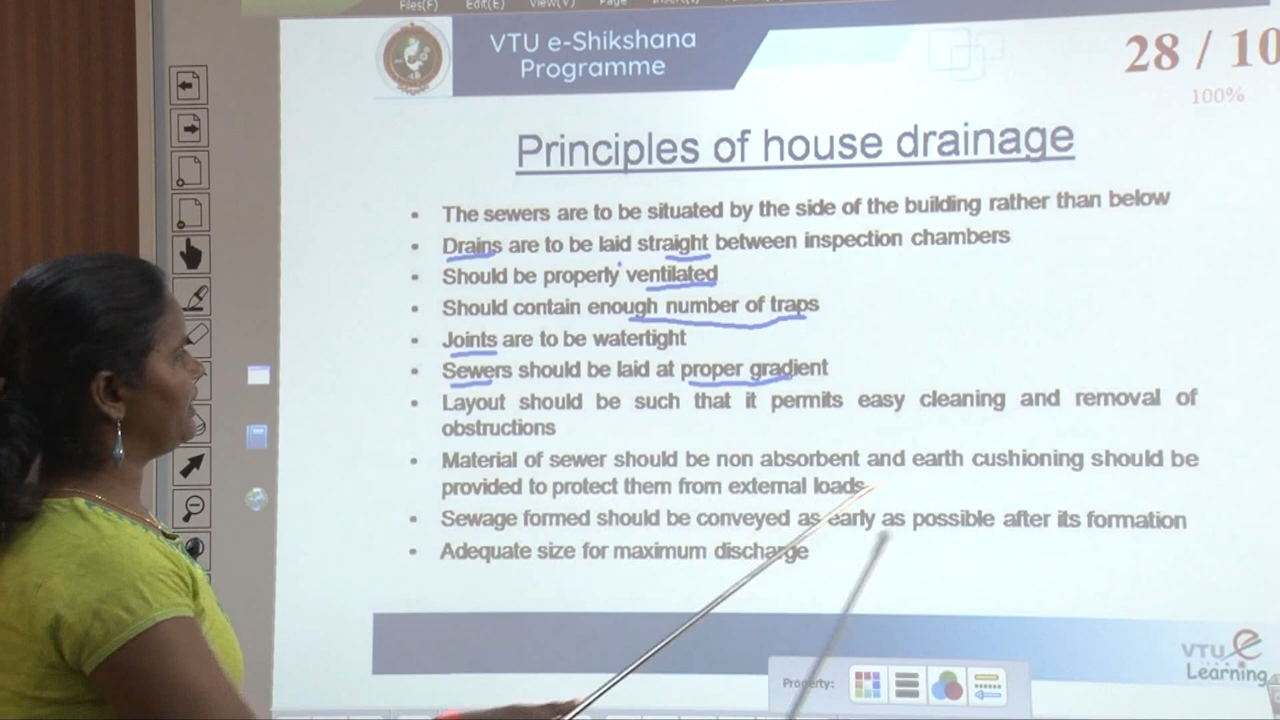 Files(F) Edit(E) View(V) Page
VTU e-Shikshana
Programme
28 / 10
100%
Principles of house drainage
• The sewers are to be situated by the side of the building rather than below
• Drains are to be laid straight between inspection chambers
• Should be properly ventilated
• Should contain enough number of traps
• Joints are to be watertight
• Sewers should be laid at proper gradient
• Layout should be such that it permits easy cleaning and removal of
obstructions
• Material of sewer should be non absorbent and earth cushioning should be
provided to protect them from external loads
• Sewage formed should be conveyed as early as possible after its formation
• Adequate size for maximum discharge
VTU e
Learning
Property: